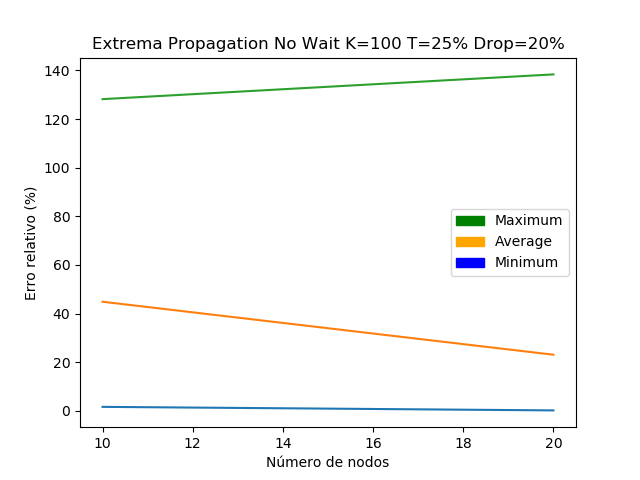 Extrema Propagation No Wait K=100 T=25% Drop=20%
140
120
100
80
60
40
20
0
Erro relativo (%)
Maximum
Average
Minimum
10
12
14
16
18
20
Número de nodos